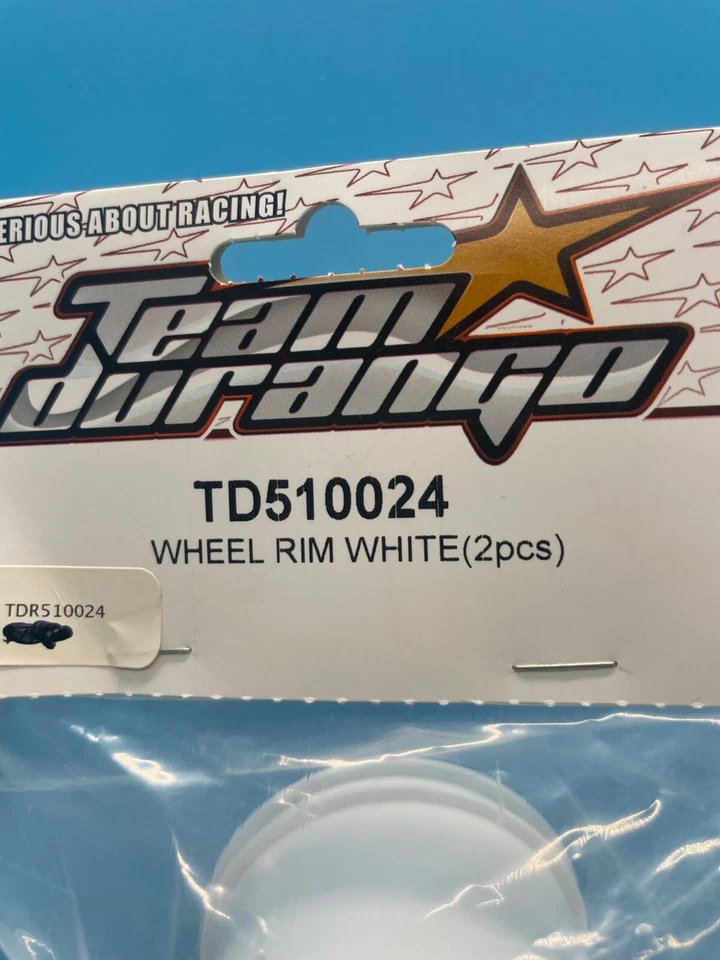 ERIOUS ABOUT RACING!
Team
durango
TD510024
WHEEL RIM WHITE(2pcs)
TDR510024